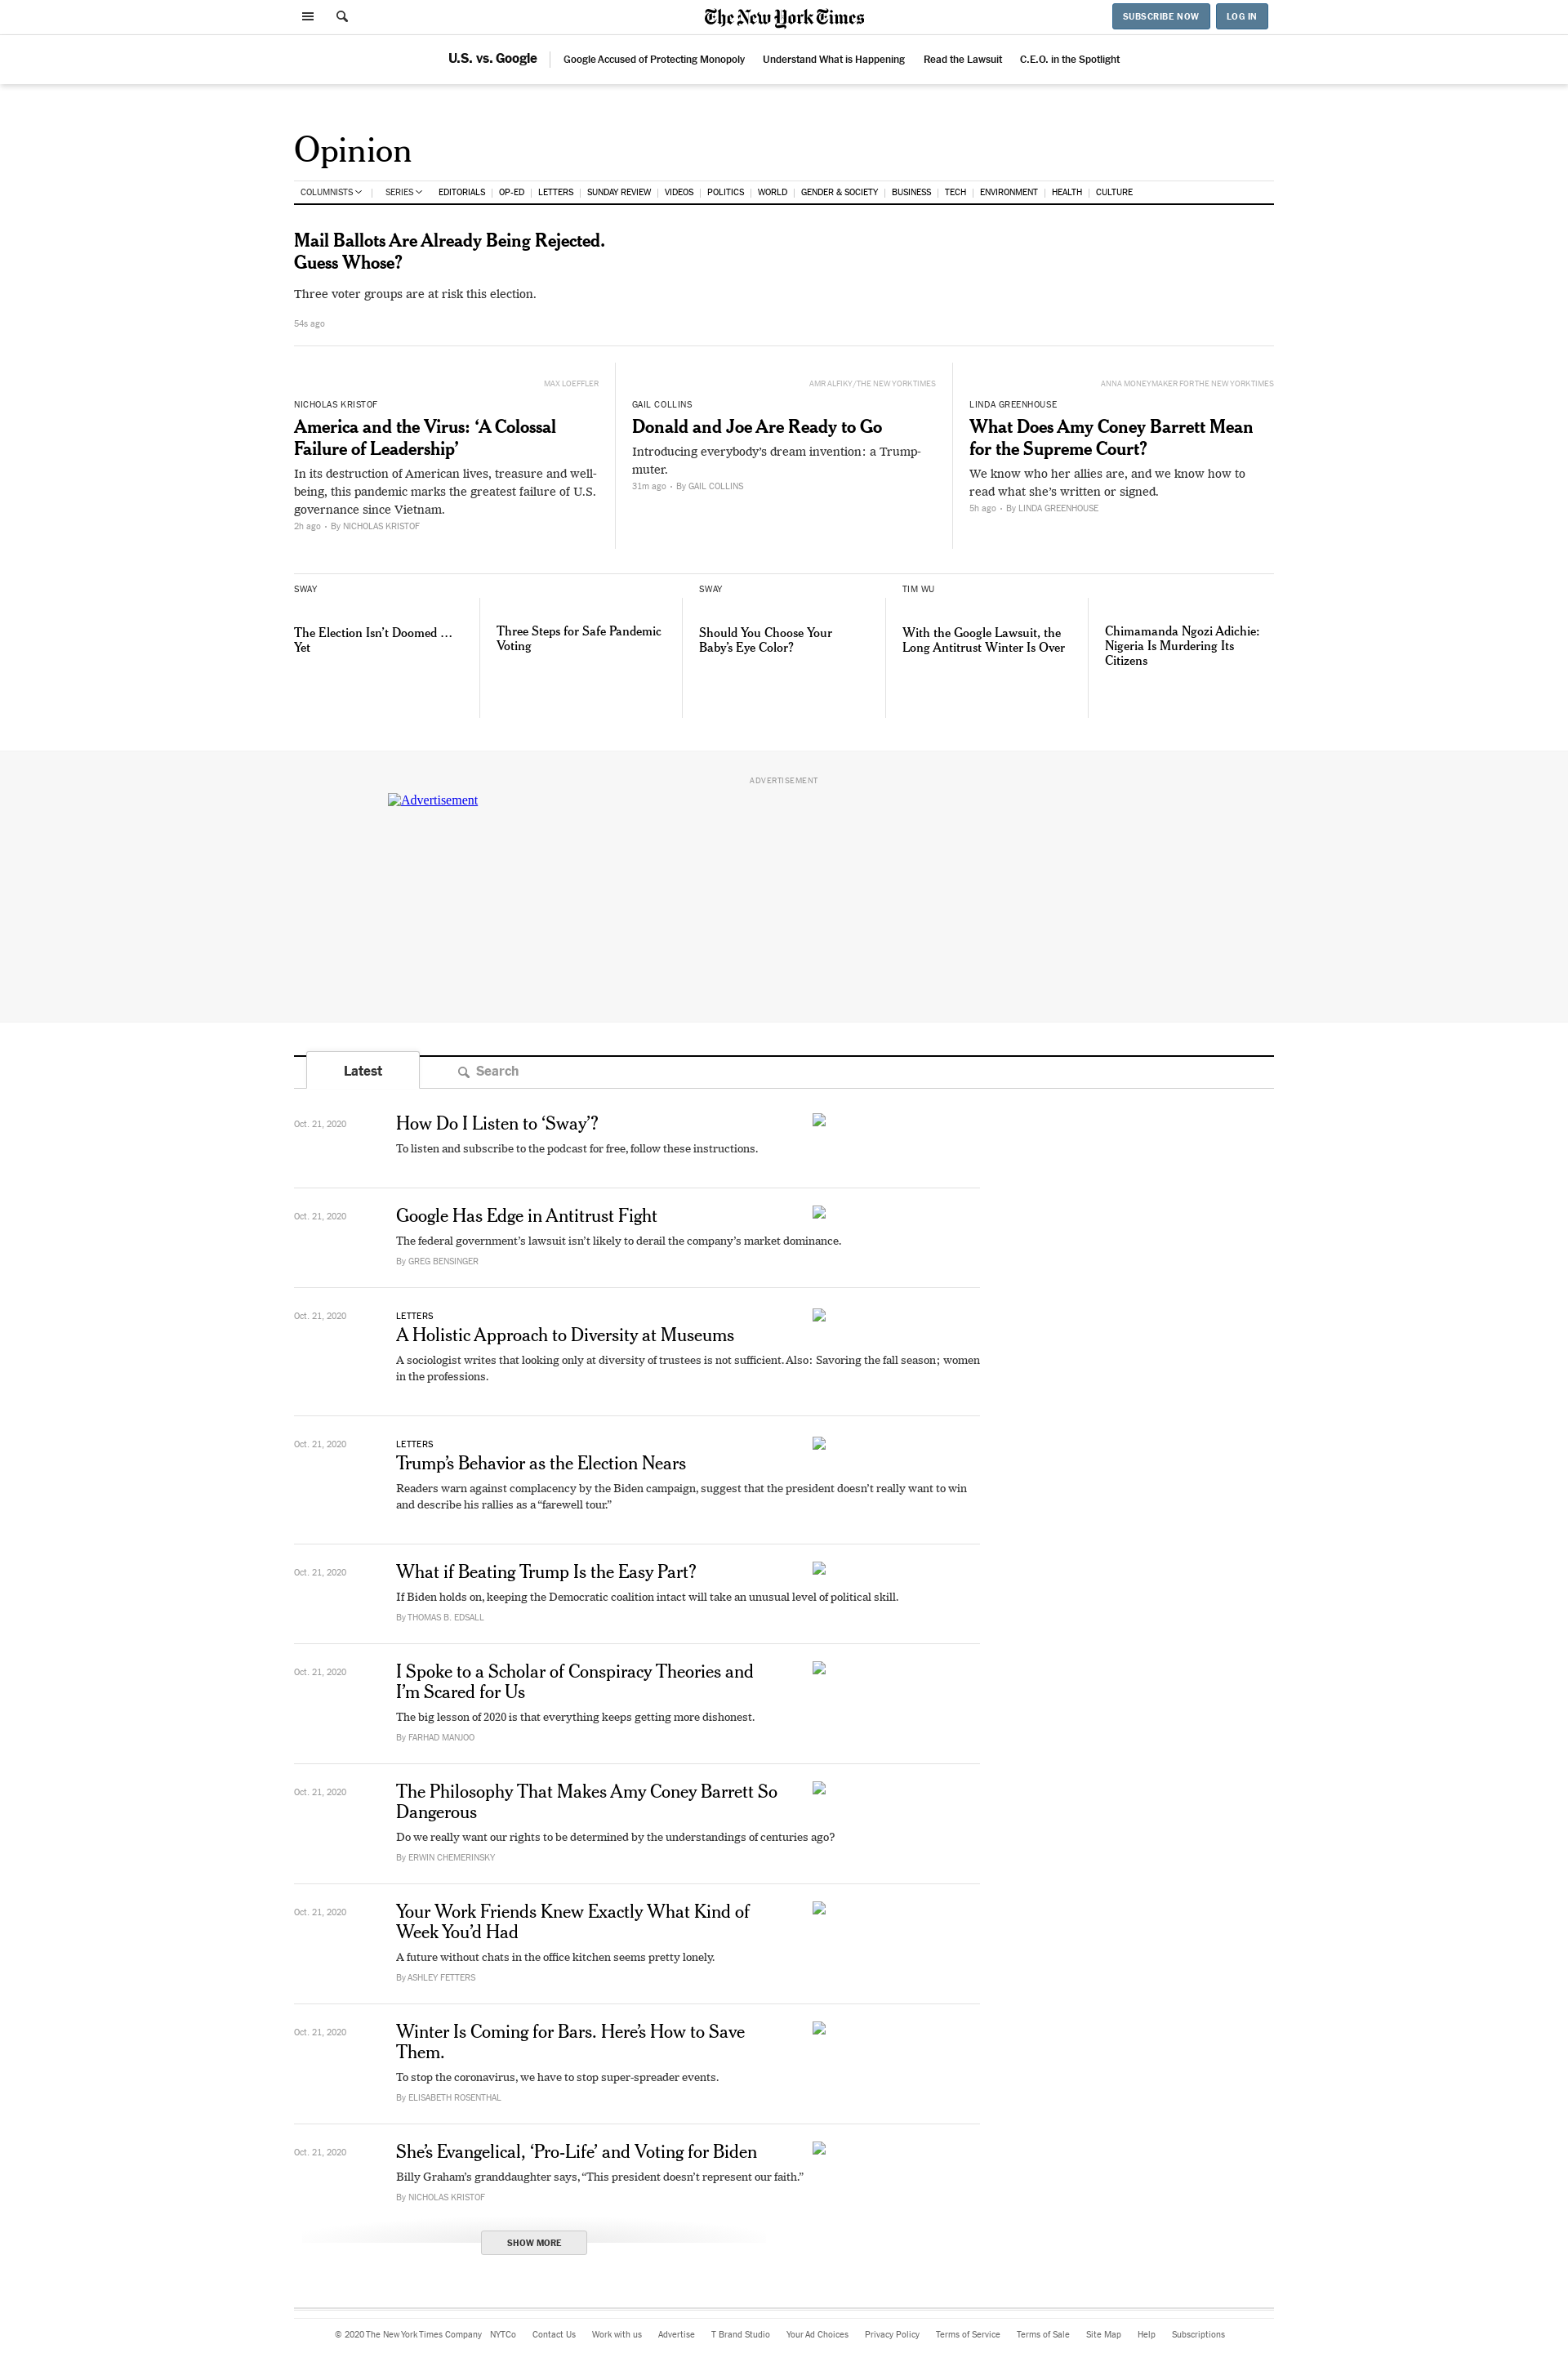 The New York Times
SUBSCRIBE NOW
LOG IN
U.S. vs. Google
Google Accused of Protecting Monopoly
Understand What is Happening
Read the Lawsuit
C.E.O. in the Spotlight
Opinion
COLUMNISTS | SERIES EDITORIALS | OP-ED | LETTERS | SUNDAY REVIEW | VIDEOS | POLITICS | WORLD | GENDER & SOCIETY | BUSINESS | TECH | ENVIRONMENT | HEALTH | CULTURE
Mail Ballots Are Already Being Rejected.
Guess Whose?
Three voter groups are at risk this election.
54s ago
MAX LOEFFLER
NICHOLAS KRISTOF
America and the Virus: ‘A Colossal
Failure of Leadership’
In its destruction of American lives, treasure and well-
being, this pandemic marks the greatest failure of U.S.
governance since Vietnam.
2h ago • By NICHOLAS KRISTOF
AMR ALFIKY/THE NEW YORK TIMES
GAIL COLLINS
Donald and Joe Are Ready to Go
Introducing everybody’s dream invention: a Trump-
muter.
31m ago • By GAIL COLLINS
ANNA MONEYMAKER FOR THE NEW YORK TIMES
LINDA GREENHOUSE
What Does Amy Coney Barrett Mean
for the Supreme Court?
We know who her allies are, and we know how to
read what she’s written or signed.
5h ago • By LINDA GREENHOUSE
SWAY
The Election Isn’t Doomed …
Yet
Three Steps for Safe Pandemic
Voting
SWAY
Should You Choose Your
Baby’s Eye Color?
TIM WU
With the Google Lawsuit, the
Long Antitrust Winter Is Over
Chimamanda Ngozi Adichie:
Nigeria Is Murdering Its
Citizens
ADVERTISEMENT
Advertisement
Latest
Search
Oct. 21, 2020
How Do I Listen to ‘Sway’?
To listen and subscribe to the podcast for free, follow these instructions.
Oct. 21, 2020
Google Has Edge in Antitrust Fight
The federal government’s lawsuit isn’t likely to derail the company’s market dominance.
By GREG BENSINGER
Oct. 21, 2020
LETTERS
A Holistic Approach to Diversity at Museums
A sociologist writes that looking only at diversity of trustees is not sufficient. Also: Savoring the fall season; women
in the professions.
Oct. 21, 2020
LETTERS
Trump’s Behavior as the Election Nears
Readers warn against complacency by the Biden campaign, suggest that the president doesn’t really want to win
and describe his rallies as a “farewell tour.”
Oct. 21, 2020
What if Beating Trump Is the Easy Part?
If Biden holds on, keeping the Democratic coalition intact will take an unusual level of political skill.
By THOMAS B. EDSALL
Oct. 21, 2020
I Spoke to a Scholar of Conspiracy Theories and
I’m Scared for Us
The big lesson of 2020 is that everything keeps getting more dishonest.
By FARHAD MANJOO
Oct. 21, 2020
The Philosophy That Makes Amy Coney Barrett So
Dangerous
Do we really want our rights to be determined by the understandings of centuries ago?
By ERWIN CHEMERINSKY
Oct. 21, 2020
Your Work Friends Knew Exactly What Kind of
Week You’d Had
A future without chats in the office kitchen seems pretty lonely.
By ASHLEY FETTERS
Oct. 21, 2020
Winter Is Coming for Bars. Here’s How to Save
Them.
To stop the coronavirus, we have to stop super-spreader events.
By ELISABETH ROSENTHAL
Oct. 21, 2020
She’s Evangelical, ‘Pro-Life’ and Voting for Biden
Billy Graham’s granddaughter says, “This president doesn’t represent our faith.”
By NICHOLAS KRISTOF
SHOW MORE
© 2020 The New York Times Company NYTCo Contact Us Work with us Advertise T Brand Studio Your Ad Choices Privacy Policy Terms of Service Terms of Sale Site Map Help Subscriptions